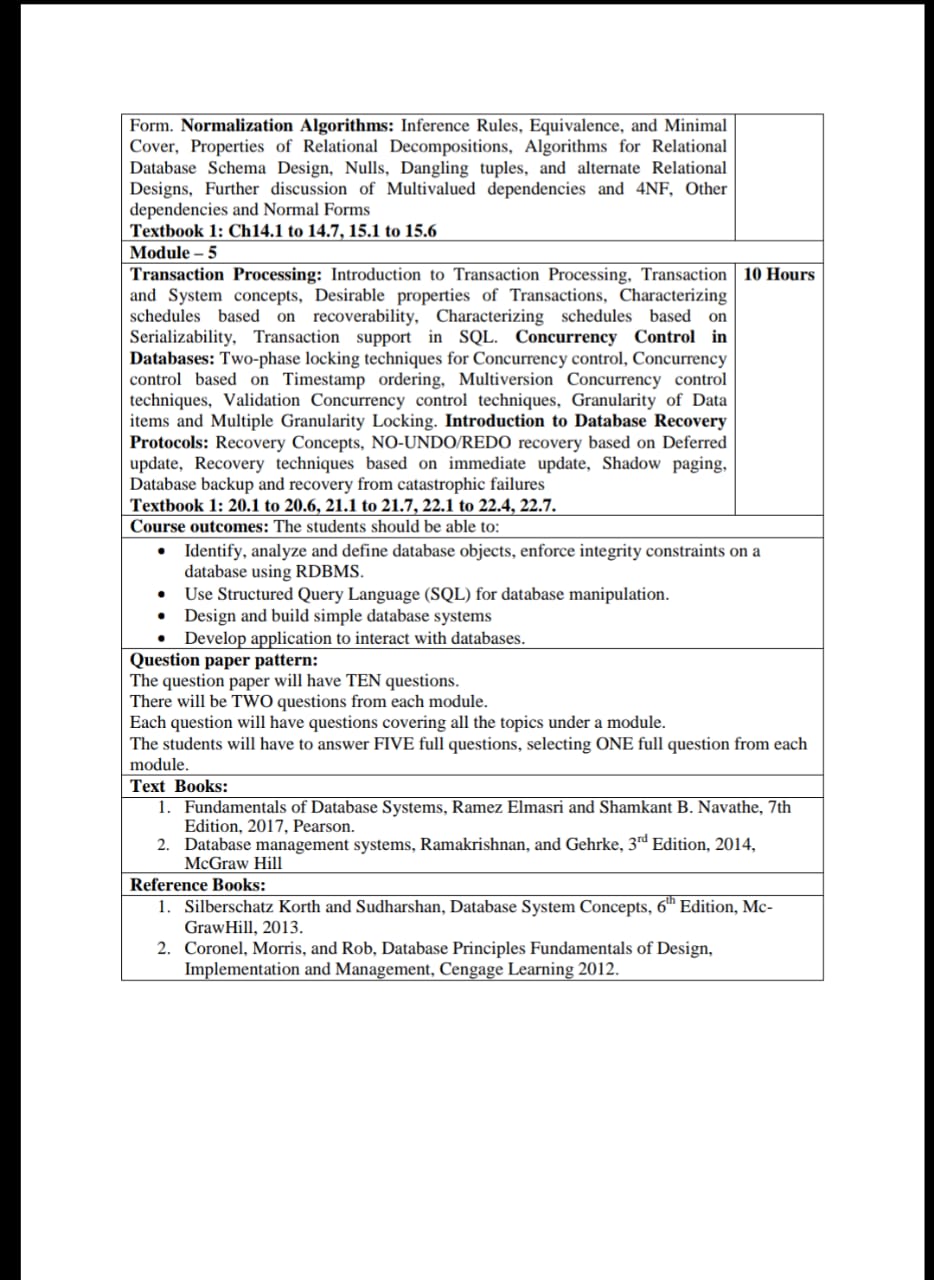 Form. Normalization Algorithms: Inference Rules, Equivalence, and Minimal
Cover, Properties of Relational Decompositions, Algorithms for Relational
Database Schema Design, Nulls, Dangling tuples, and alternate Relational
Designs, Further discussion of Multivalued dependencies and 4NF, Other
dependencies and Normal Forms
Textbook 1: Ch14.1 to 14.7, 15.1 to 15.6
Module – 5
Transaction Processing: Introduction to Transaction Processing, Transaction 10 Hours
and System concepts, Desirable properties of Transactions, Characterizing
schedules based on recoverability, Characterizing schedules based on
Serializability, Transaction support in SQL. Concurrency Control in
Databases: Two-phase locking techniques for Concurrency control, Concurrency
control based on Timestamp ordering, Multiversion Concurrency control
techniques, Validation Concurrency control techniques, Granularity of Data
items and Multiple Granularity Locking. Introduction to Database Recovery
Protocols: Recovery Concepts, NO-UNDO/REDO recovery based on Deferred
update, Recovery techniques based on immediate update, Shadow paging,
Database backup and recovery from catastrophic failures
Textbook 1: 20.1 to 20.6, 21.1 to 21.7, 22.1 to 22.4, 22.7.
Course outcomes: The students should be able to:
• Identify, analyze and define database objects, enforce integrity constraints on a
database using RDBMS.
• Use Structured Query Language (SQL) for database manipulation.
• Design and build simple database systems
• Develop application to interact with databases.
Question paper pattern:
The question paper will have TEN questions.
There will be TWO questions from each module.
Each question will have questions covering all the topics under a module.
The students will have to answer FIVE full questions, selecting ONE full question from each
module.
Text Books:
1. Fundamentals of Database Systems, Ramez Elmasri and Shamkant B. Navathe, 7th
Edition, 2017, Pearson.
2. Database management systems, Ramakrishnan, and Gehrke, 3rd Edition, 2014,
McGraw Hill
Reference Books:
1. Silberschatz Korth and Sudharshan, Database System Concepts, 6th Edition, Mc-
GrawHill, 2013.
2. Coronel, Morris, and Rob, Database Principles Fundamentals of Design,
Implementation and Management, Cengage Learning 2012.